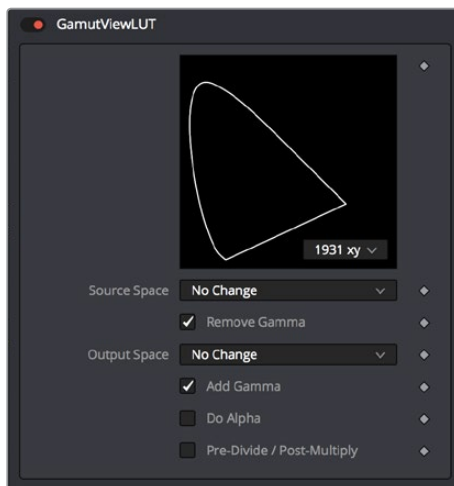 GamutViewLUT
1931 xy
Source Space No Change
Remove Gamma
Output Space No Change
Add Gamma
Do Alpha
Pre-Divide / Post-Multiply